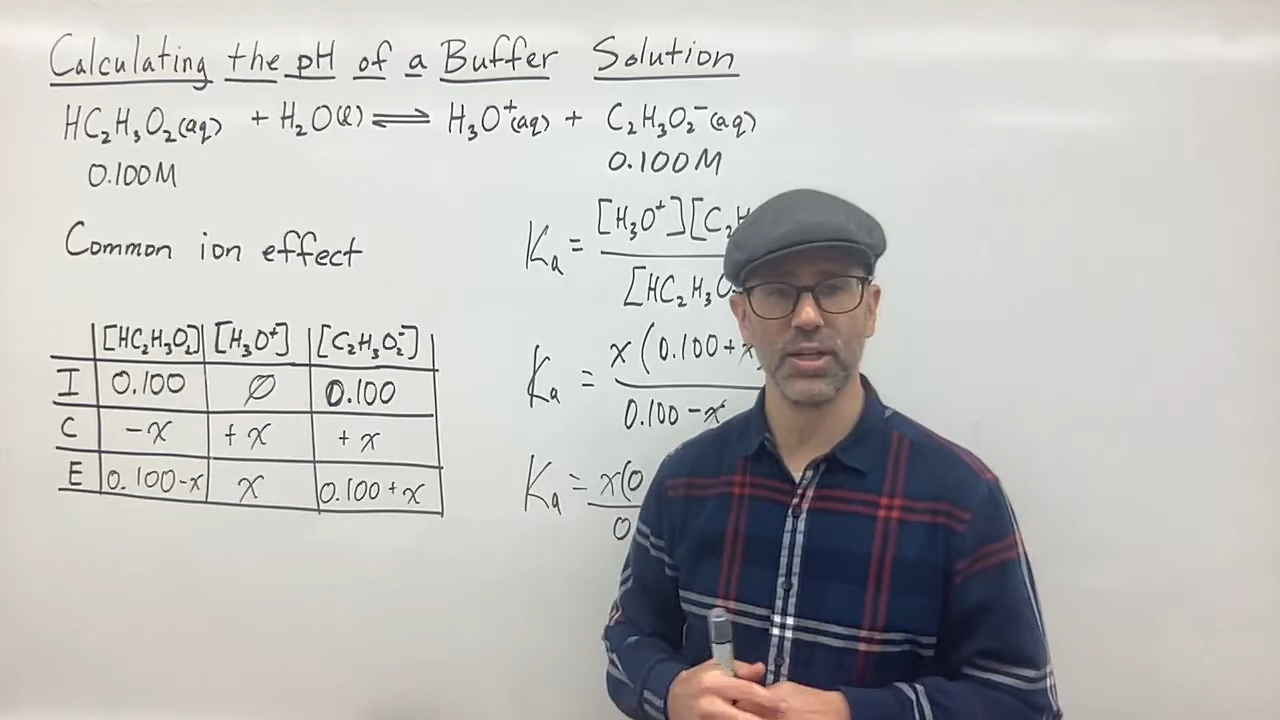 Calculating the pH of a Buffer Solution
HC₂H₃O₂(aq) + H₂O(l) ⇌ H₃O⁺(aq) + C₂H₃O₂⁻(aq)
0.100M 0.100M
Common ion effect
Ka = [H₃O⁺][C₂H
[HC₂H₃O
[HC₂H₃O₂] [H₃O⁺] [C₂H₃O₂⁻]
I 0.100 ∅ 0.100
C -x +x +x
E 0.100-x x 0.100+x
Ka = x(0.100+x
0.100-x
Ka = x(0
0